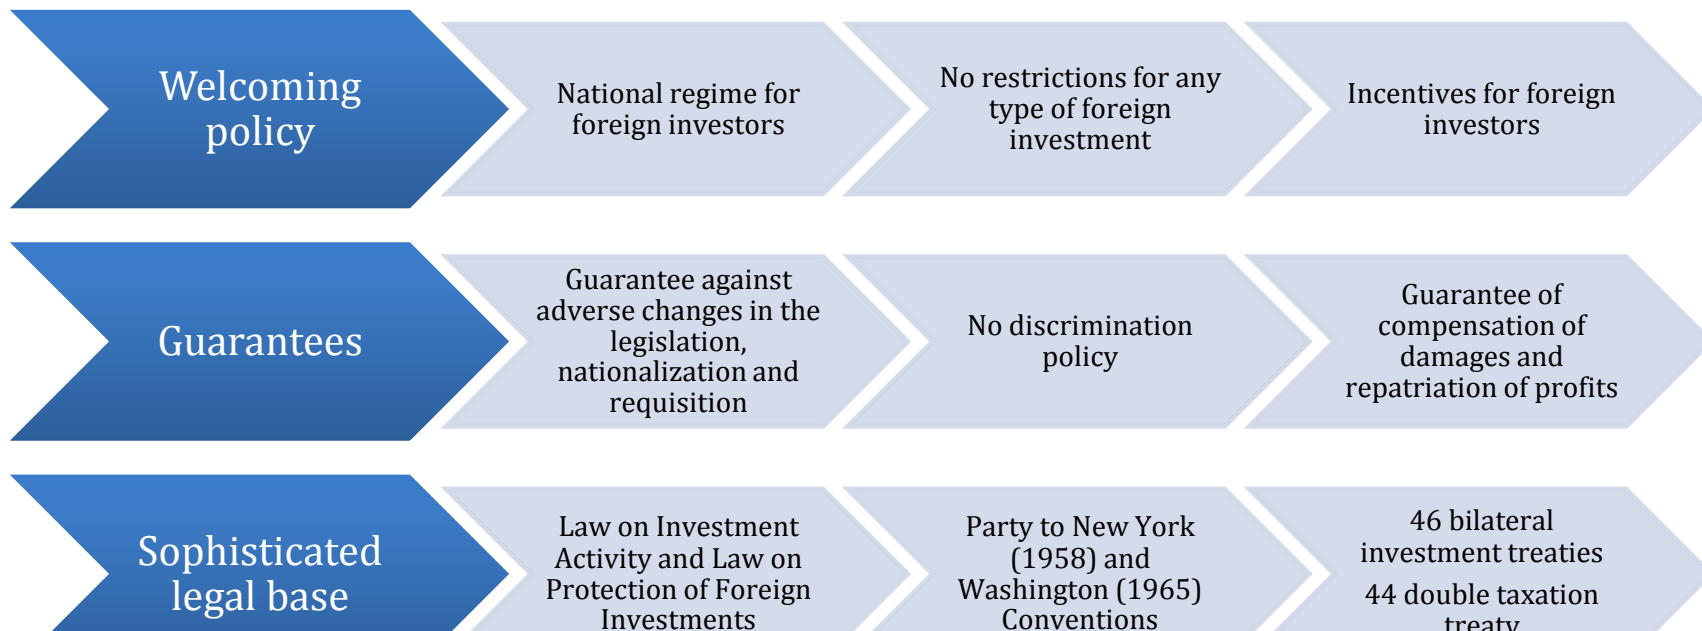 Welcoming
policy
National regime for
foreign investors
No restrictions for any
type of foreign
investment
Incentives for foreign
investors
Guarantees
Guarantee against
adverse changes in the
legislation,
nationalization and
requisition
No discrimination
policy
Guarantee of
compensation of
damages and
repatriation of profits
Sophisticated
legal base
Law on Investment
Activity and Law on
Protection of Foreign
Investments
Party to New York
(1958) and
Washington (1965)
Conventions
46 bilateral
investment treaties
44 double taxation
treaty